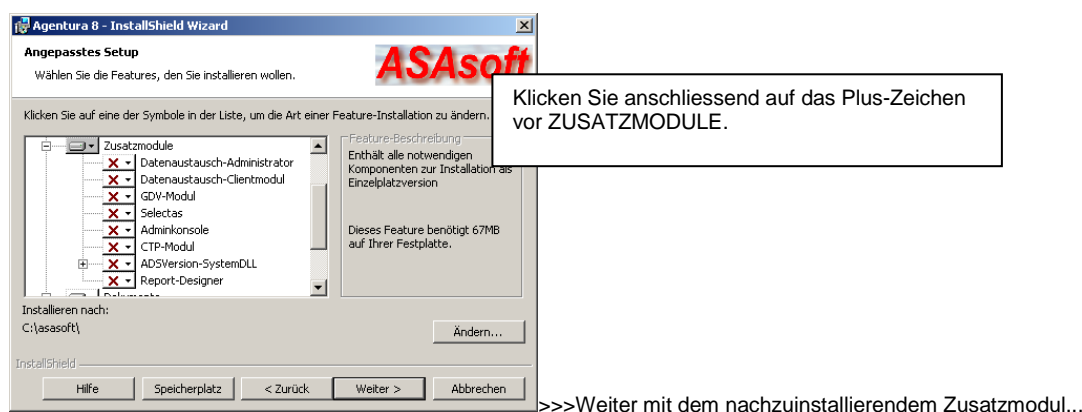 Agentura 8 - InstallShield Wizard
Angepasstes Setup
Wählen Sie die Features, den Sie installieren wollen.
ASAsoft
Klicken Sie auf eine der Symbole in der Liste, um die Art einer Feature-Installation zu ändern.
Zusatzmodule
Datenaustausch-Administrator
Datenaustausch-Clientmodul
GDV-Modul
Selectas
Adminkonsole
CTP-Modul
ADSVersion-SystemDLL
Report-Designer
Feature-Beschreibung
Enthält alle notwendigen
Komponenten zur Installation als
Einzelplatzversion
Dieses Feature benötigt 67MB
auf Ihrer Festplatte.
Installieren nach:
C:\asasoft\
Ändern...
InstallShield
Hilfe
Speicherplatz
< Zurück
Weiter >
Abbrechen
Klicken Sie anschliessend auf das Plus-Zeichen
vor ZUSATZMODULE.
>>>Weiter mit dem nachzuinstallierendem Zusatzmodul...